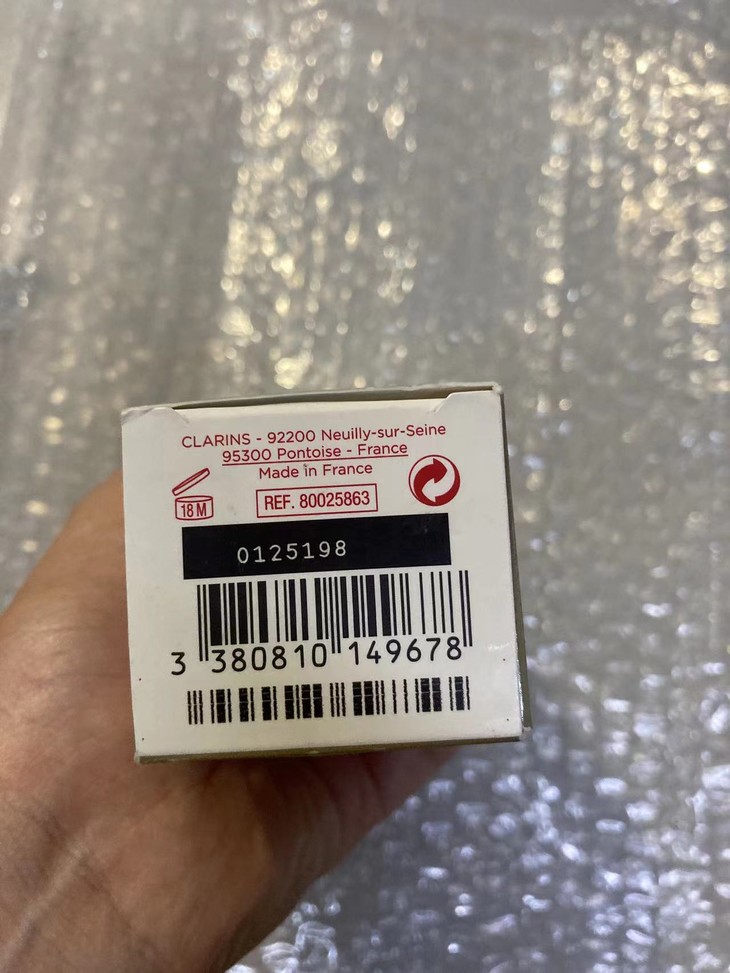 CLARINS - 92200 Neuilly-sur-Seine
95300 Pontoise - France
Made in France
18 M
REF. 80025863
0125198
3 380810 149678